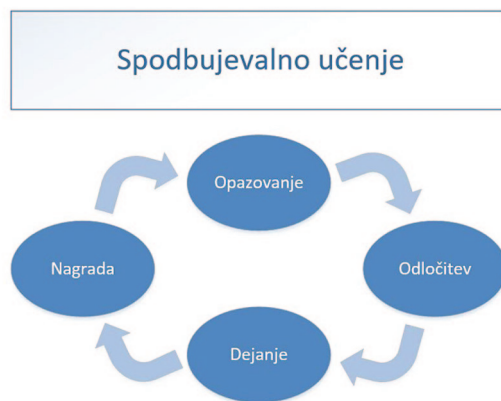 Spodbujevalno učenje
Opazovanje
Odločitev
Dejanje
Nagrada